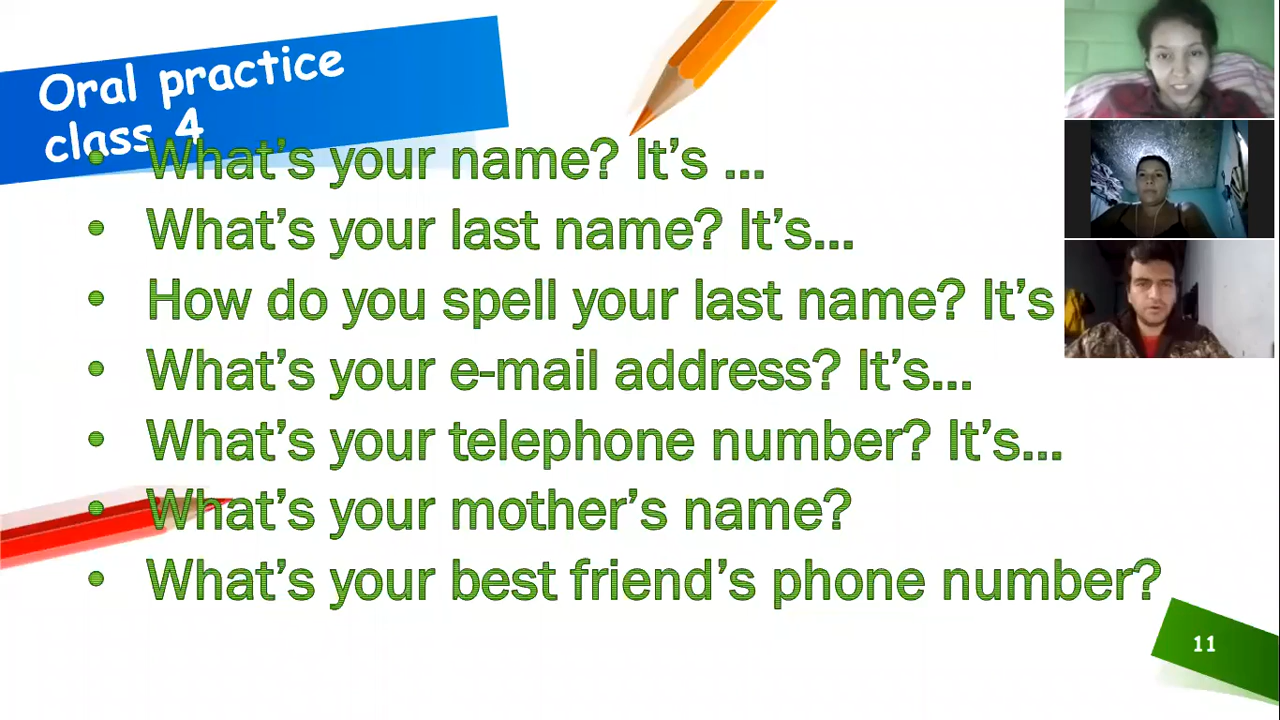 Oral practice
class 4
• What's your name? It's ...
• What's your last name? It's...
• How do you spell your last name? It's
• What's your e-mail address? It's...
• What's your telephone number? It's...
• What's your mother's name?
• What's your best friend's phone number?
11